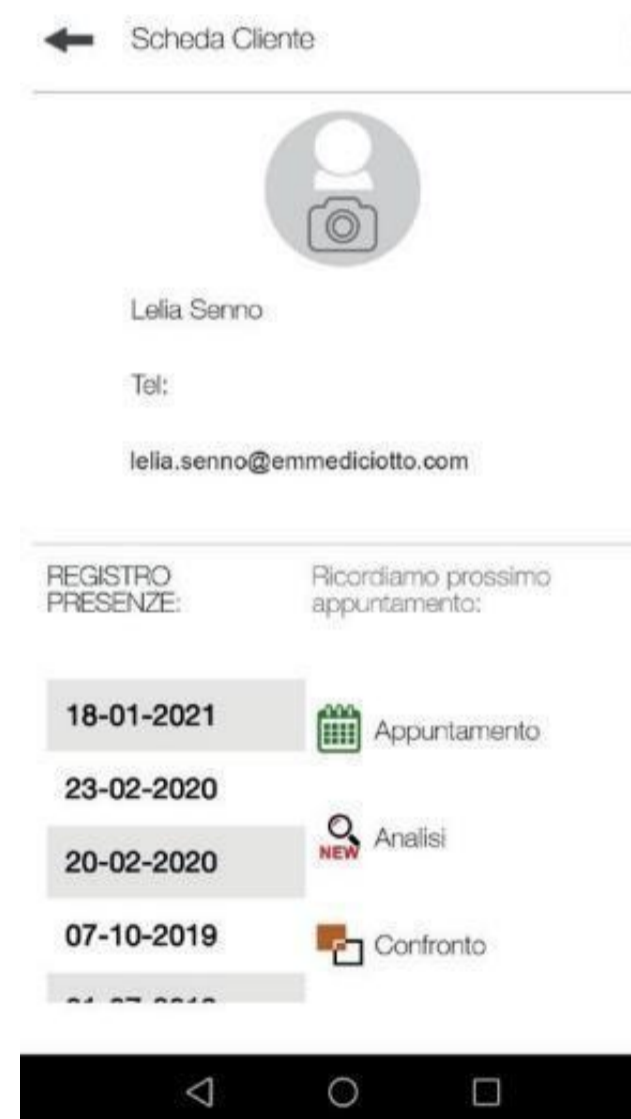 Scheda Cliente
Lelia Senno
Tel:
lelia.senno@emmediciotto.com
REGISTRO
PRESENZE:
Ricordiamo prossimo
appuntamento:
18-01-2021
23-02-2020
20-02-2020
07-10-2019
Appuntamento
NEW
Analisi
Confronto